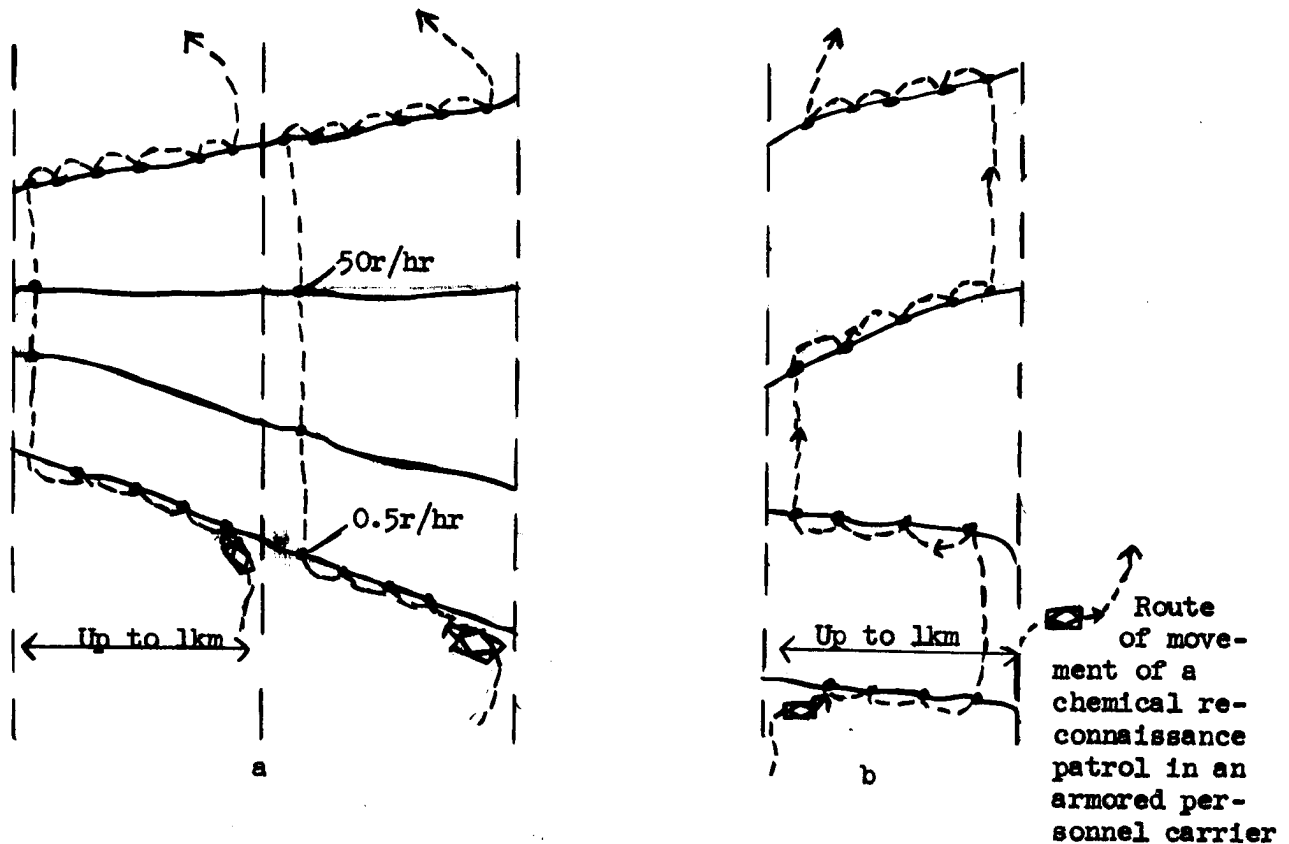 50r/hr
0.5r/hr
Up to 1km
a
Up to 1km
b
Route
of move-
ment of a
chemical re-
connaissance
patrol in an
armored per-
sonnel carrier